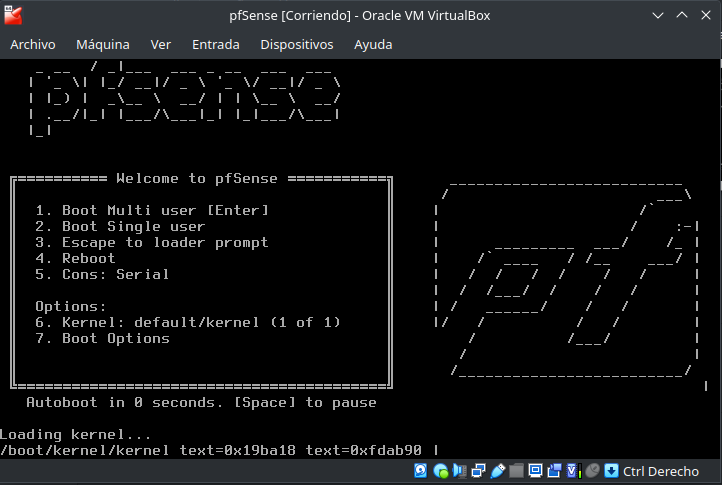 pfSense [Corriendo] - Oracle VM VirtualBox
Archivo Máquina Ver Entrada Dispositivos Ayuda
pfSense
Welcome to pfSense
1. Boot Multi user [Enter]
2. Boot Single user
3. Escape to loader prompt
4. Reboot
5. Cons: Serial
Options:
6. Kernel: default/kernel (1 of 1)
7. Boot Options
pf
Autoboot in 0 seconds. [Space] to pause
Loading kernel...
/boot/kernel/kernel text=0x19ba18 text=0xfdab90 |
Ctrl Derecho